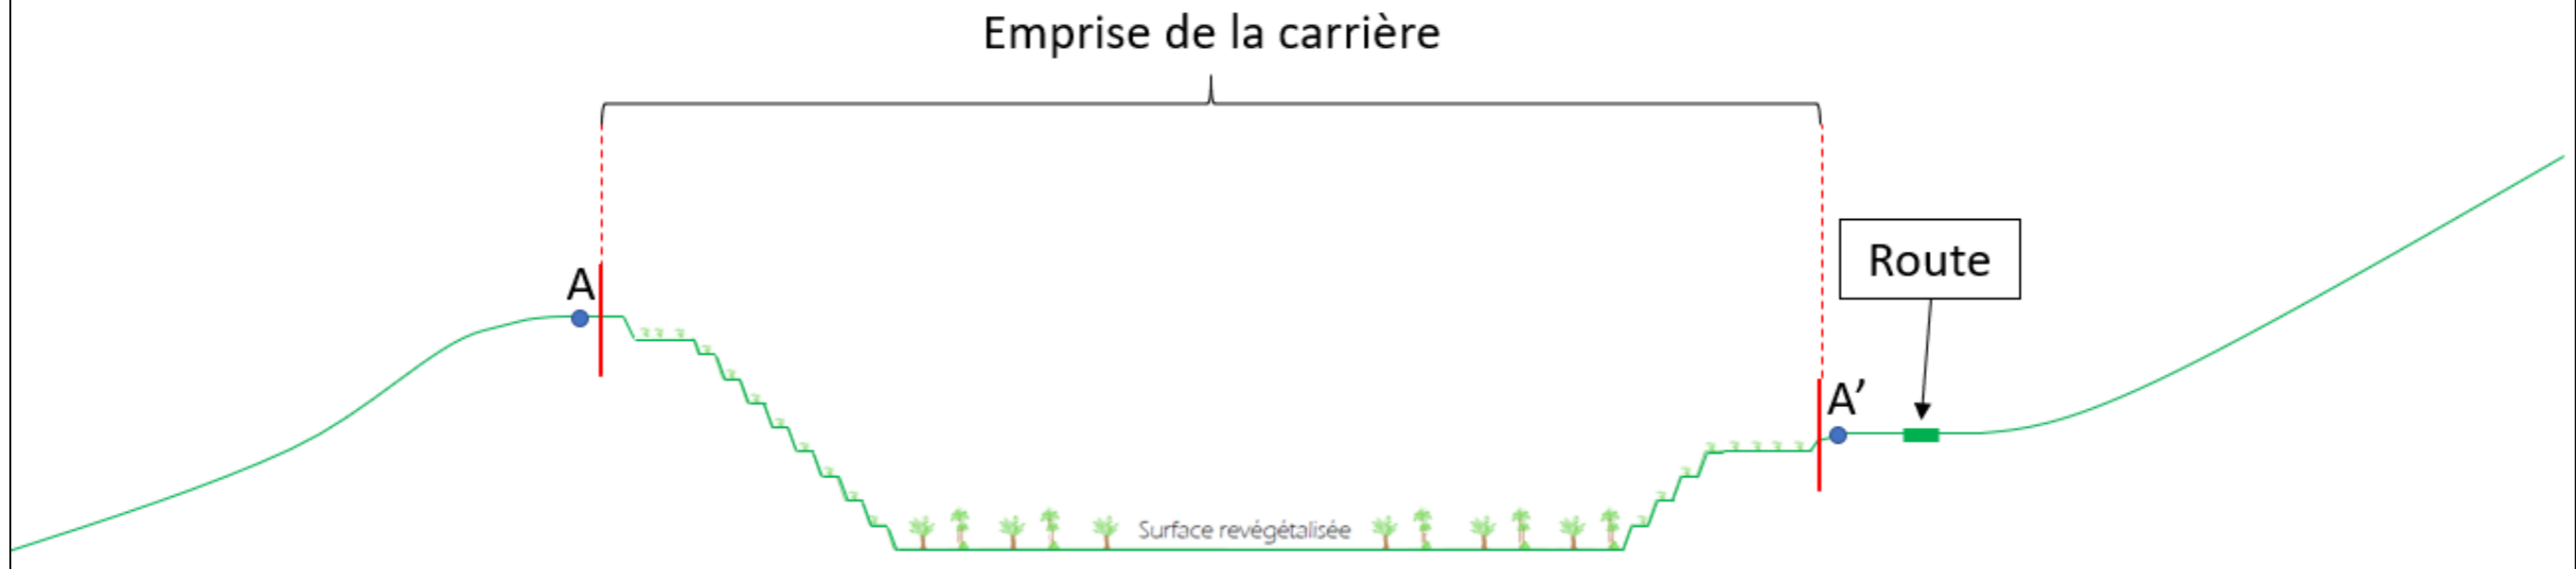 Emprise de la carrière
A
Route
A’
Surface revégétalisée